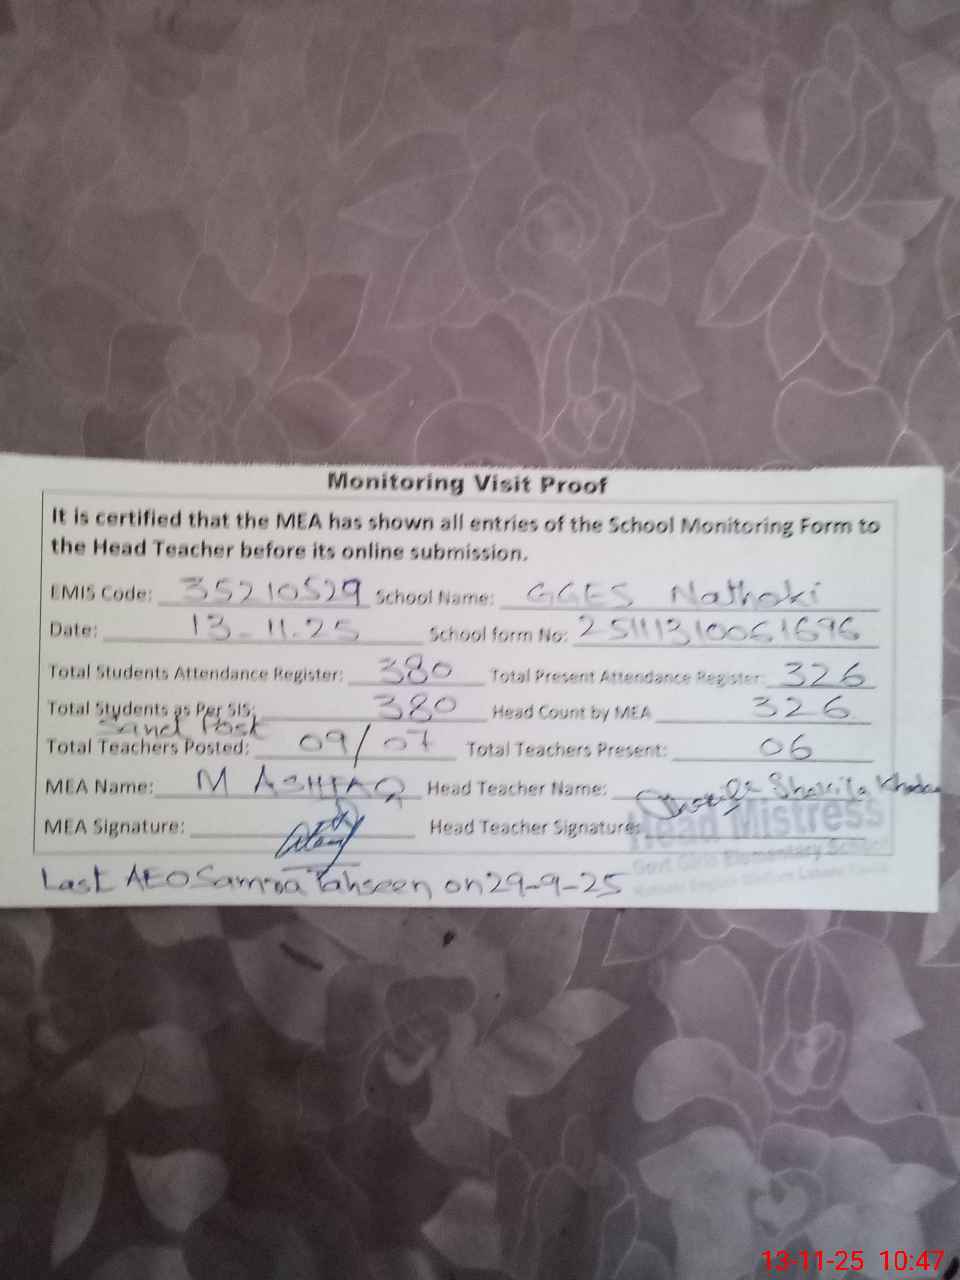 Monitoring Visit Proof
It is certified that the MEA has shown all entries of the School Monitoring Form to
the Head Teacher before its online submission.
EMIS Code: 35210529 School Name: GGES Nathoki
Date: 13-11-25 School form No: 25111310061696
Total Students Attendance Register: 380 Total Present Attendance Register: 326
Total Students as Per SIS: 380 Head Count by MEA 326
Sancl Post
Total Teachers Posted: 09/07 Total Teachers Present: 06
MEA Name: M ASHFAQ Head Teacher Name: Shakila
MEA Signature: Head Teacher Signature:
Head Mistress
Govt Girls Elementary School
Last AEO Samra Tahseen on 29-9-25
13-11-25 10:47